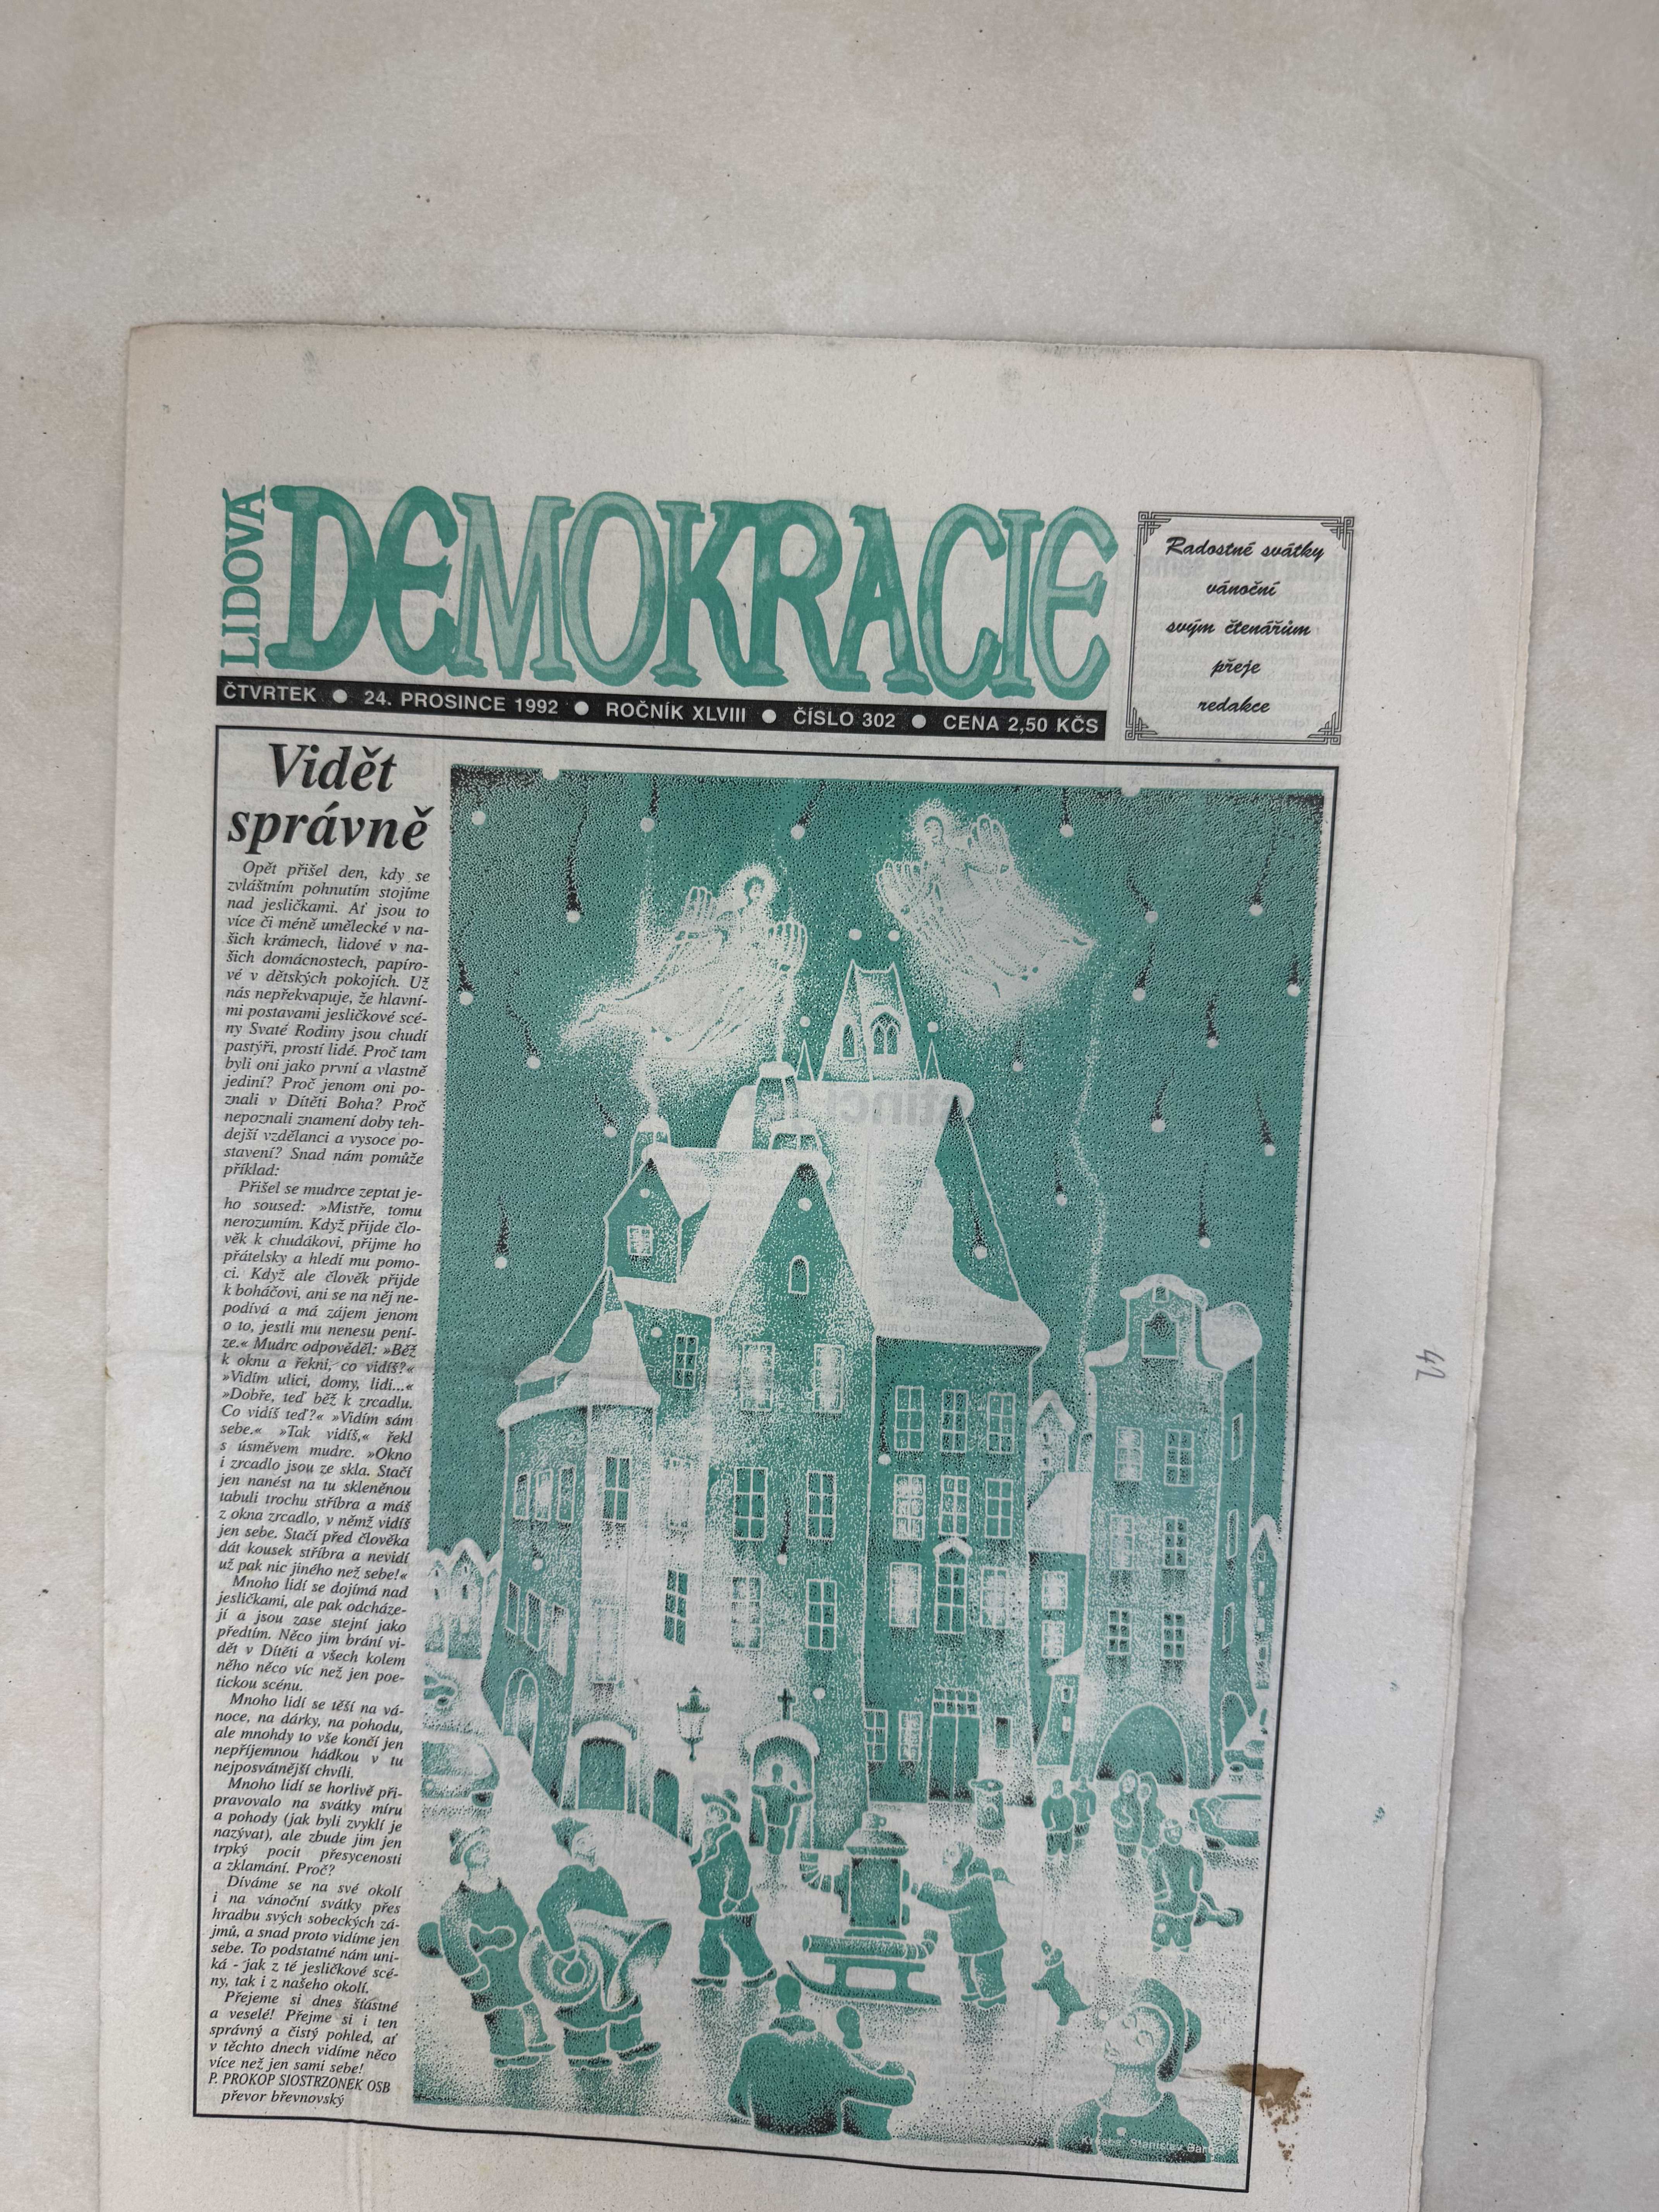 LIDOVÁ
DEMOKRACIE
ČTVRTEK ● 24. PROSINCE 1992 ● ROČNÍK XLVIII ● ČÍSLO 302 ● CENA 2,50 KČS
Radostné svátky
vánoční
svým čtenářům
přeje
redakce
Vidět
správně
Opět přišel den, kdy se
zvláštním pohnutím stojíme
nad jesličkami. Ať jsou to
více či méně umělecké v na-
šich krámech, lidové v na-
šich domácnostech, papíro-
vé v dětských pokojích. Už
nás nepřekvapuje, že hlavní-
mi postavami jesličkové scé-
ny Svaté Rodiny jsou chudí
pastýři, prostí lidé. Proč tam
byli oni jako první a vlastně
jediní? Proč jenom oni po-
znali v Dítěti Boha? Proč
nepoznali znamení doby teh-
dejší vzdělanci a vysoce po-
stavení? Snad nám pomůže
příklad:
Přišel se mudrce zeptat je-
ho soused: »Mistře, tomu
nerozumím. Když přijde člo-
věk k chudákovi, přijme ho
přátelsky a hledí mu pomo-
ci. Když ale člověk přijde
k boháčovi, ani se na něj ne-
podívá a má zájem jenom
o to, jestli mu nenesu pení-
ze.« Mudrc odpověděl: »Běž
k oknu a řekni, co vidíš?«
»Vidím ulici, domy, lidi...«
»Dobře, teď běž k zrcadlu.
Co vidíš teď?« »Vidím sám
sebe.« »Tak vidíš,« řekl
s úsměvem mudrc. »Okno
i zrcadlo jsou ze skla. Stačí
jen nanést na tu skleněnou
tabuli trochu stříbra a máš
z okna zrcadlo, v němž vidíš
jen sebe. Stačí před člověka
dát kousek stříbra a nevidí
už pak nic jiného než sebe!«
Mnoho lidí se dojímá nad
jesličkami, ale pak odcháze-
jí a jsou zase stejní jako
předtím. Něco jim brání vi-
dět v Dítěti a všech kolem
něho něco víc než jen poe-
tickou scénu.
Mnoho lidí se těší na vá-
noce, na dárky, na pohodu,
ale mnohdy to vše končí jen
nepříjemnou hádkou v tu
nejposvátnější chvíli.
Mnoho lidí se horlivě při-
pravovalo na svátky míru
a pohody (jak byli zvyklí je
nazývat), ale zbude jim jen
trpký pocit přesycenosti
a zklamání. Proč?
Díváme se na své okolí
i na vánoční svátky přes
hradbu svých sobeckých zá-
jmů, a snad proto vidíme jen
sebe. To podstatné nám uni-
ká - jak z té jesličkové scé-
ny, tak i z našeho okolí.
Přejeme si dnes šťastné
a veselé! Přejme si i ten
správný a čistý pohled, ať
v těchto dnech vidíme něco
více než jen sami sebe!
P. PROKOP SIOSTRZONEK OSB
převor břevnovský
Kresba: Stanislav
42